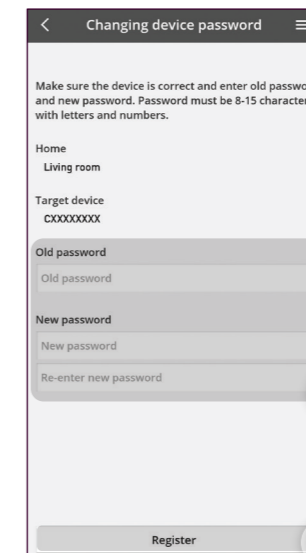 Changing device password
Make sure the device is correct and enter old passwo
and new password. Password must be 8-15 character
with letters and numbers.
Home
Living room
Target device
CXXXXXXXX
Old password
Old password
New password
New password
Re-enter new password
Register